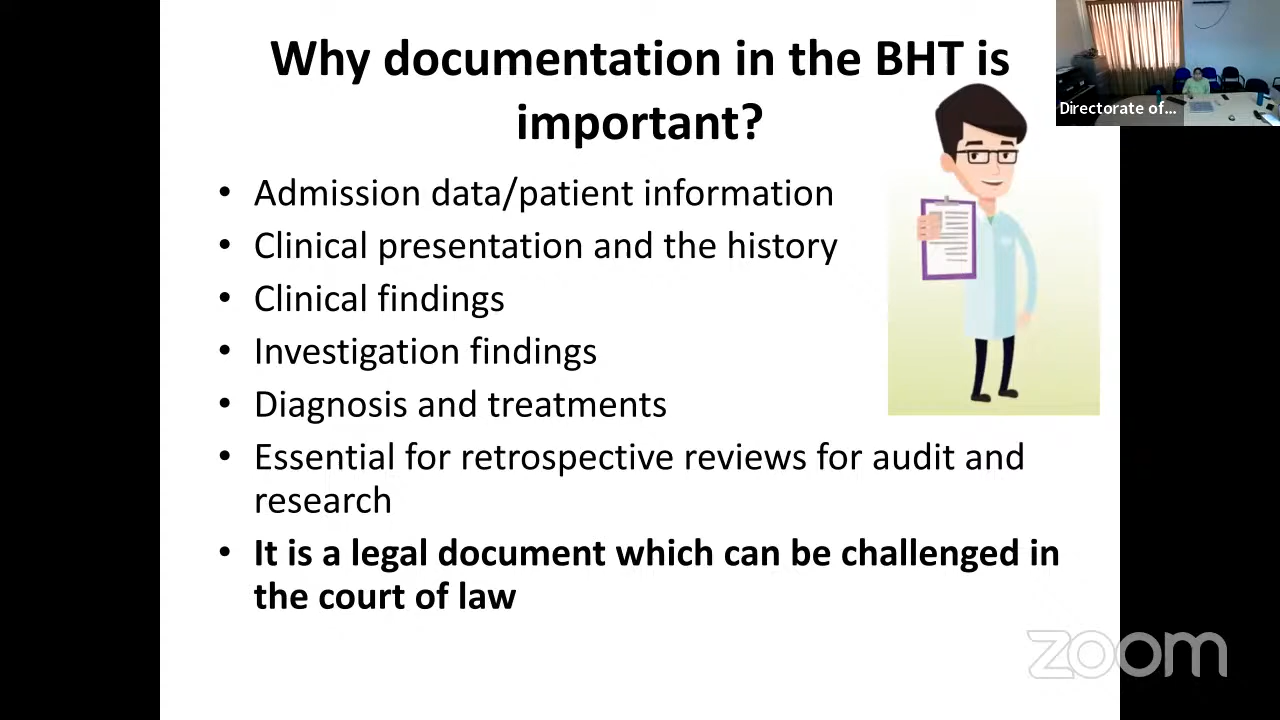 Why documentation in the BHT is
important?
Directorate of...
• Admission data/patient information
• Clinical presentation and the history
• Clinical findings
• Investigation findings
• Diagnosis and treatments
• Essential for retrospective reviews for audit and
research
• It is a legal document which can be challenged in
the court of law
zoom